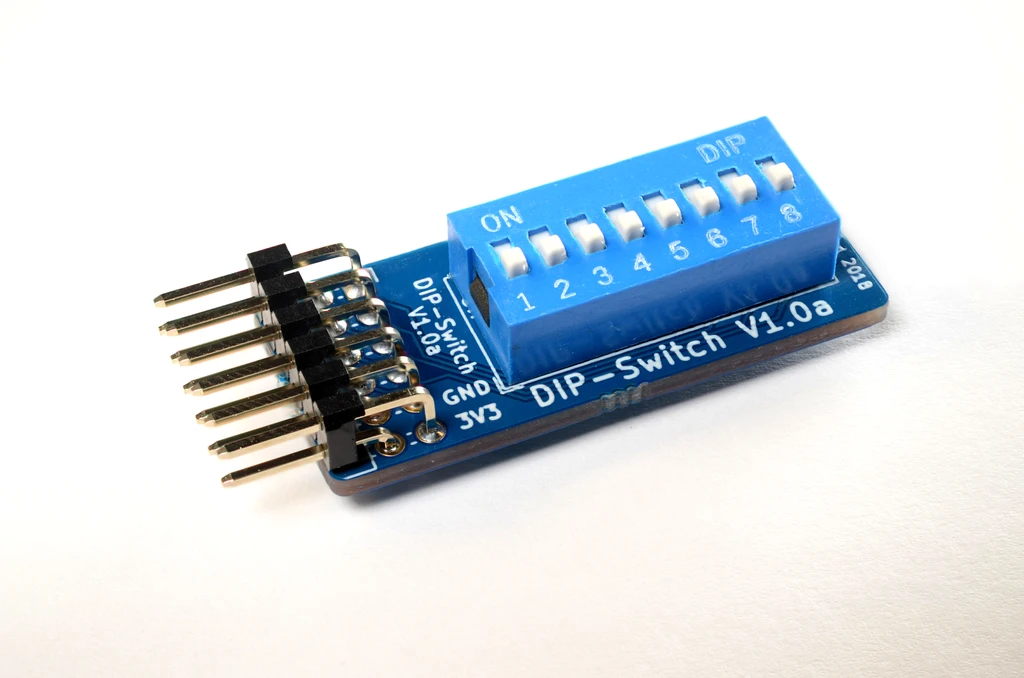 ON DIP
1 2 3 4 5 6 7 8
DIP-Switch
V1.0a
GND
3V3
DIP-Switch V1.0a
2018